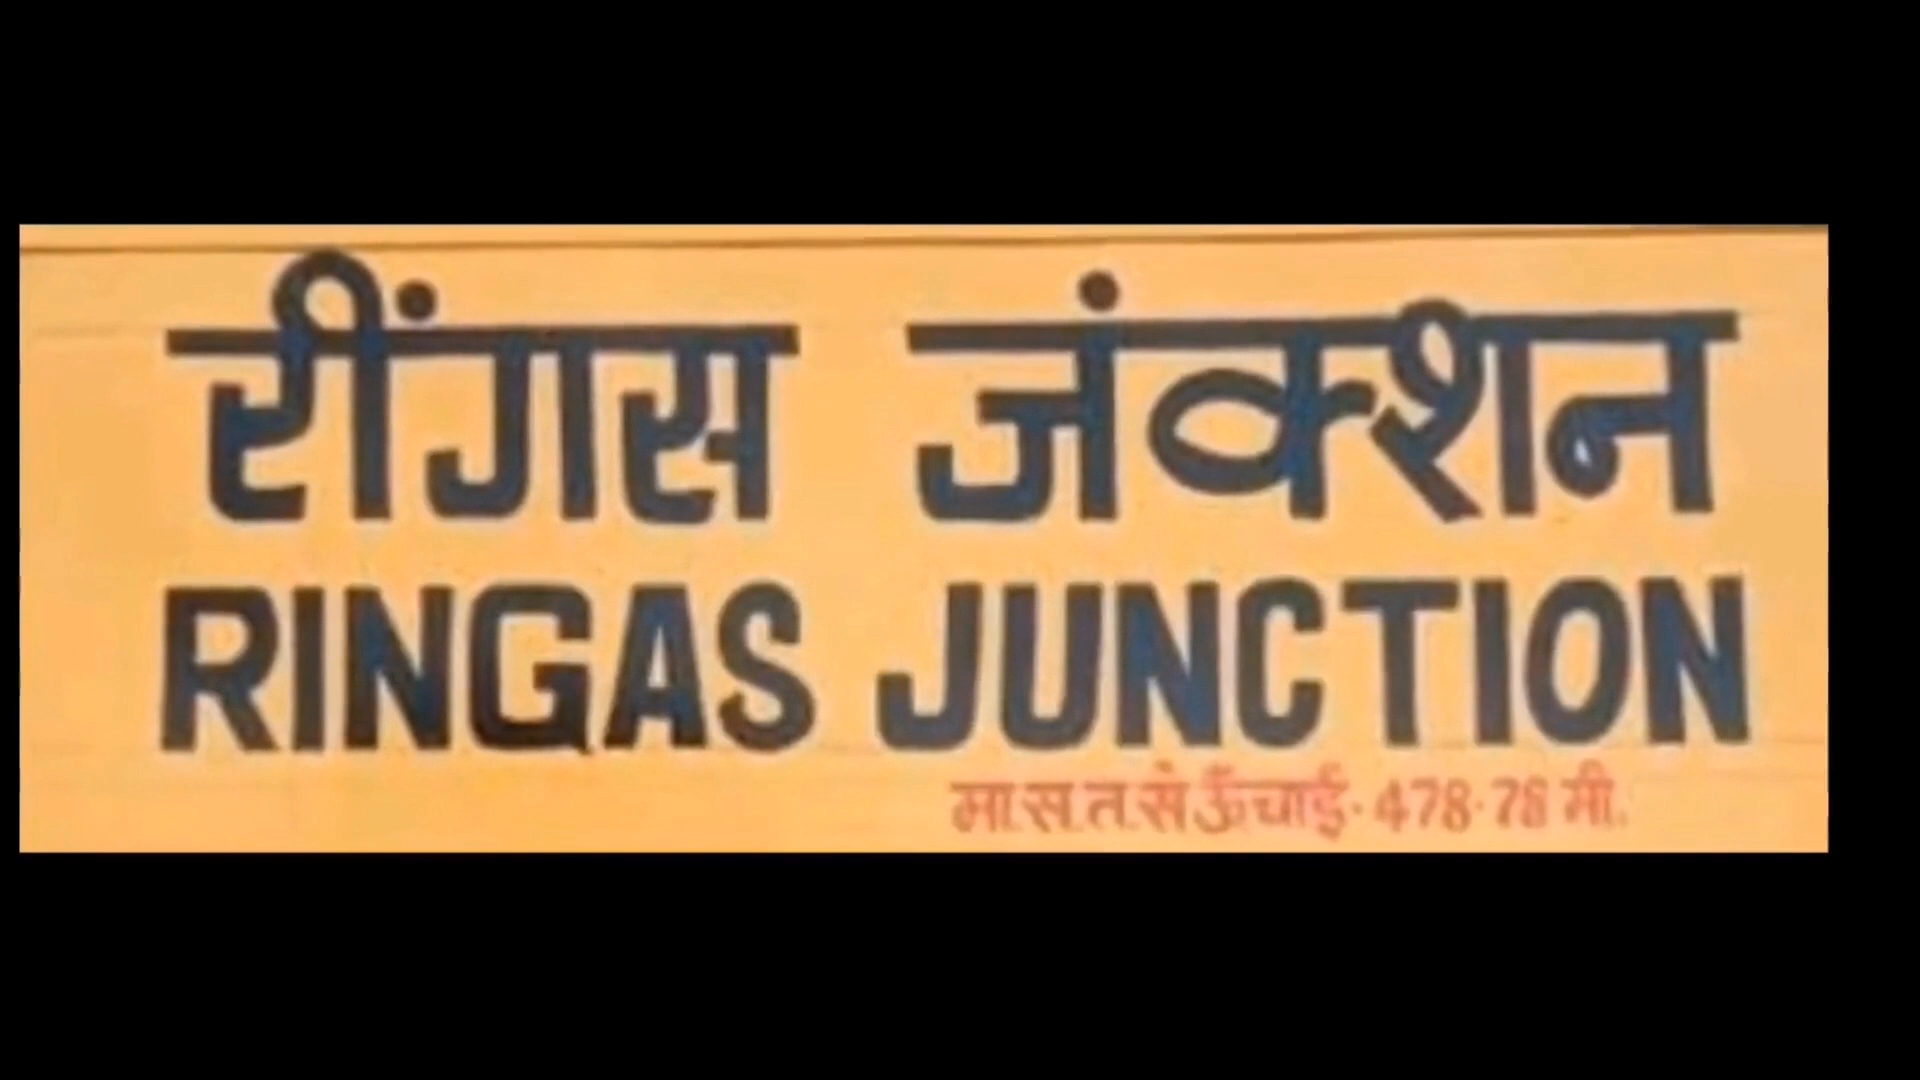 रींगस जंक्शन
RINGAS JUNCTION
मा.स.त.से ऊँचाई·478·78 मी.